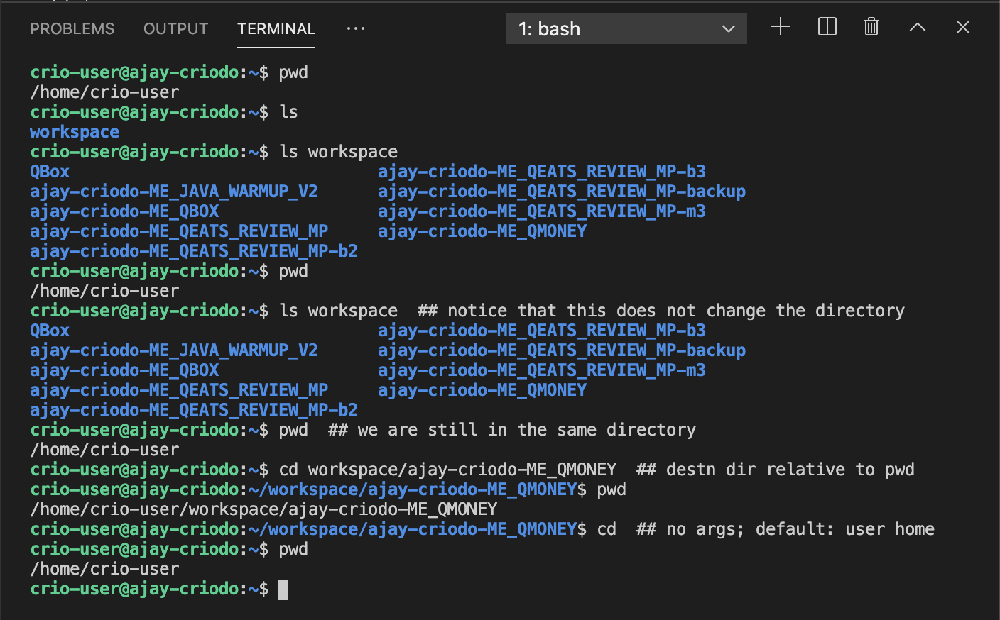 PROBLEMS OUTPUT TERMINAL ··· 1: bash
crio-user@ajay-criodo:~$ pwd
/home/crio-user
crio-user@ajay-criodo:~$ ls
workspace
crio-user@ajay-criodo:~$ ls workspace
QBox ajay-criodo-ME_QEATS_REVIEW_MP-b3
ajay-criodo-ME_JAVA_WARMUP_V2 ajay-criodo-ME_QEATS_REVIEW_MP-backup
ajay-criodo-ME_QBOX ajay-criodo-ME_QEATS_REVIEW_MP-m3
ajay-criodo-ME_QEATS_REVIEW_MP ajay-criodo-ME_QMONEY
ajay-criodo-ME_QEATS_REVIEW_MP-b2
crio-user@ajay-criodo:~$ pwd
/home/crio-user
crio-user@ajay-criodo:~$ ls workspace  ## notice that this does not change the directory
QBox ajay-criodo-ME_QEATS_REVIEW_MP-b3
ajay-criodo-ME_JAVA_WARMUP_V2 ajay-criodo-ME_QEATS_REVIEW_MP-backup
ajay-criodo-ME_QBOX ajay-criodo-ME_QEATS_REVIEW_MP-m3
ajay-criodo-ME_QEATS_REVIEW_MP ajay-criodo-ME_QMONEY
ajay-criodo-ME_QEATS_REVIEW_MP-b2
crio-user@ajay-criodo:~$ pwd  ## we are still in the same directory
/home/crio-user
crio-user@ajay-criodo:~$ cd workspace/ajay-criodo-ME_QMONEY  ## destn dir relative to pwd
crio-user@ajay-criodo:~/workspace/ajay-criodo-ME_QMONEY$ pwd
/home/crio-user/workspace/ajay-criodo-ME_QMONEY
crio-user@ajay-criodo:~/workspace/ajay-criodo-ME_QMONEY$ cd  ## no args; default: user home
crio-user@ajay-criodo:~$ pwd
/home/crio-user
crio-user@ajay-criodo:~$